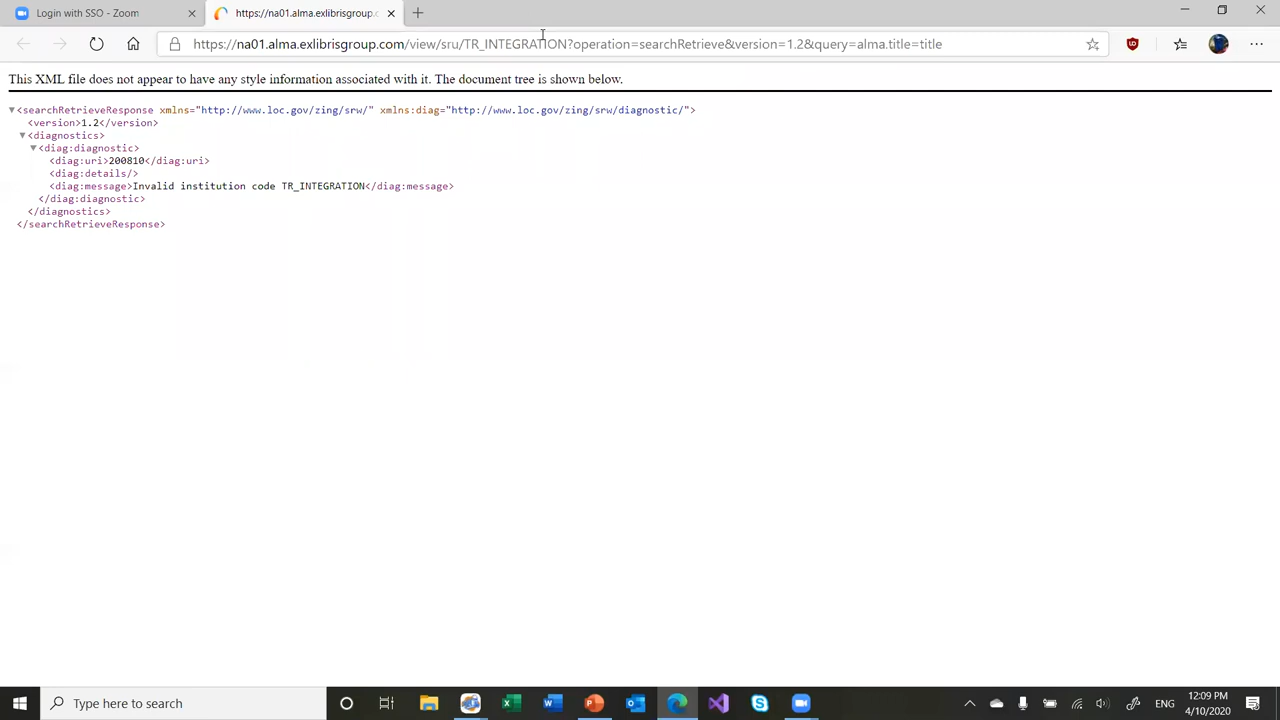 Login with SSO - Zoom
https://na01.alma.exlibrisgroup.c
https://na01.alma.exlibrisgroup.com/view/sru/TR_INTEGRATION?operation=searchRetrieve&version=1.2&query=alma.title=title
This XML file does not appear to have any style information associated with it. The document tree is shown below.
<searchRetrieveResponse xmlns="http://www.loc.gov/zing/srw/" xmlns:diag="http://www.loc.gov/zing/srw/diagnostic/">
<version>1.2</version>
<diagnostics>
<diag:diagnostic>
<diag:uri>200810</diag:uri>
<diag:details/>
<diag:message>Invalid institution code TR_INTEGRATION</diag:message>
</diag:diagnostic>
</diagnostics>
</searchRetrieveResponse>
Type here to search
ENG
12:09 PM
4/10/2020